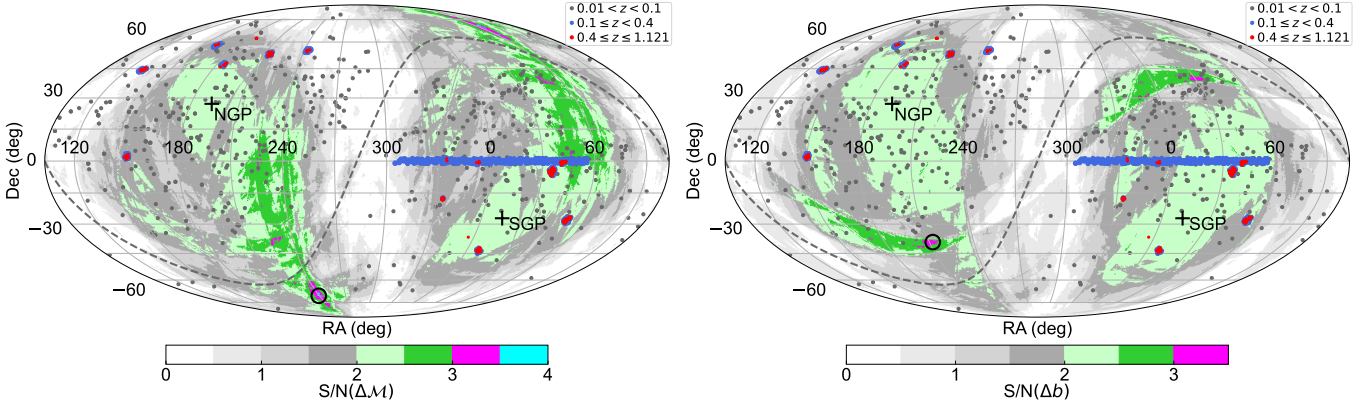 0.01 < z < 0.1
0.1 ≤ z < 0.4
0.4 ≤ z ≤ 1.121
60
30
0
−30
−60
120
180
240
300
0
60
NGP
SGP
Dec (deg)
RA (deg)
0 1 2 3 4
S/N(Δℳ)
0.01 < z < 0.1
0.1 ≤ z < 0.4
0.4 ≤ z ≤ 1.121
60
30
0
−30
−60
120
180
240
300
0
60
NGP
SGP
Dec (deg)
RA (deg)
0 1 2 3
S/N(Δb)